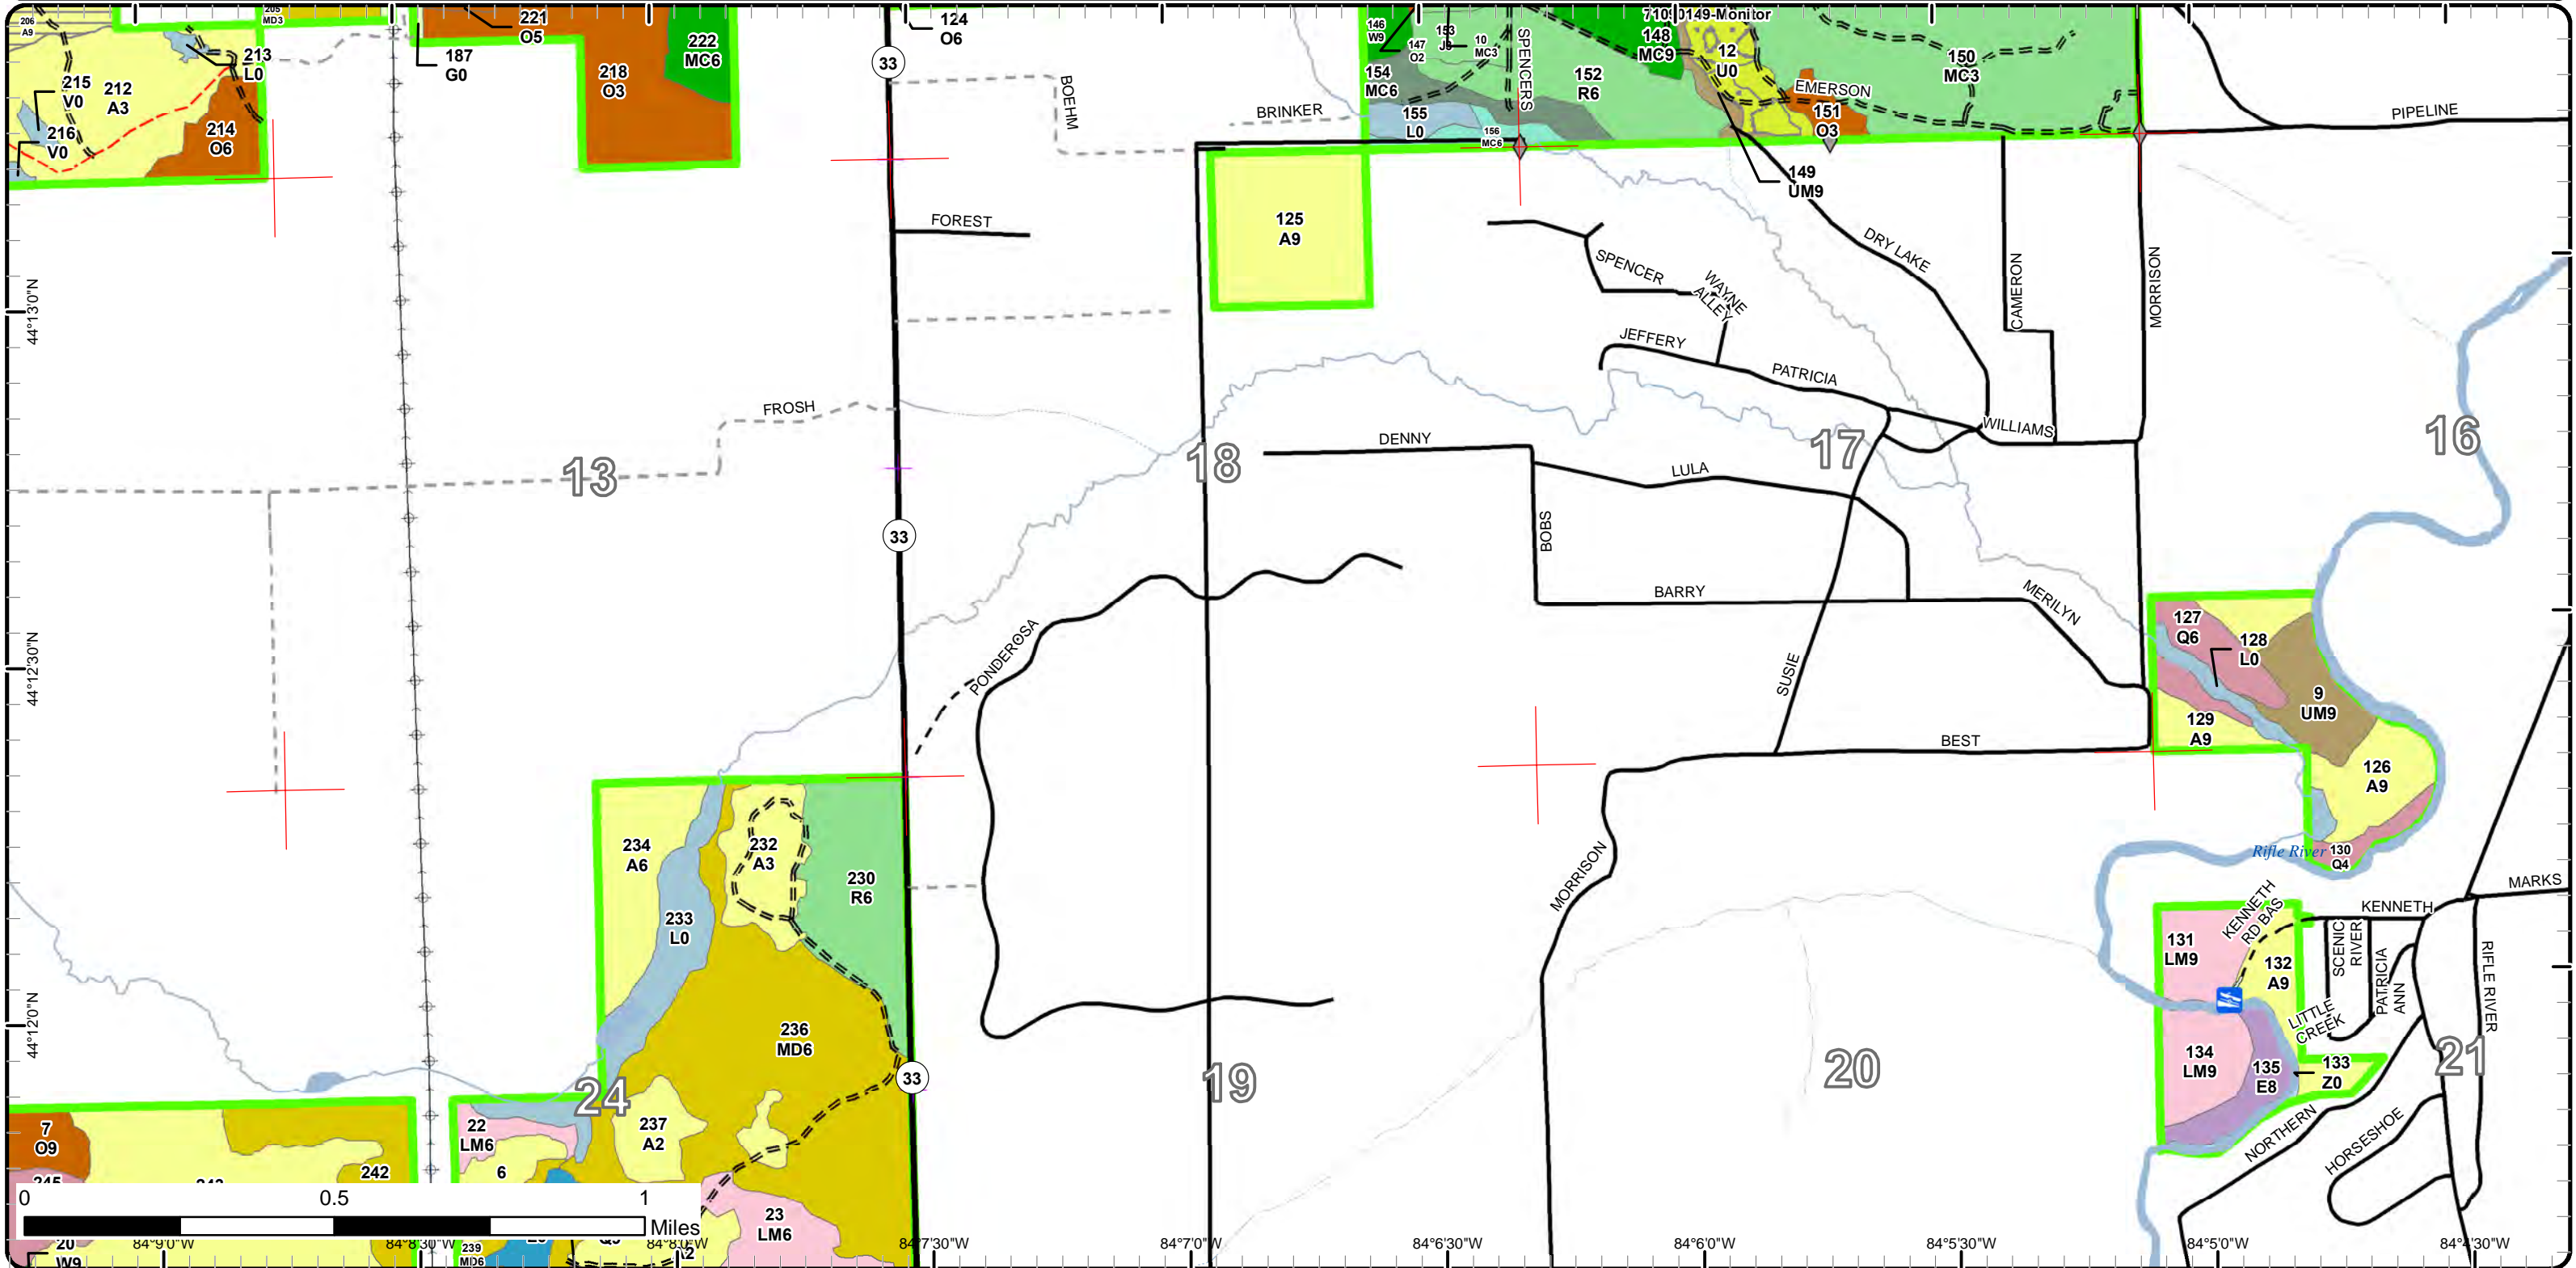 206
A9
205
MD3
213
L0
215
V0
212
A3
216
V0
214
O6
187
G0
221
O5
218
O3
222
MC6
124
O6
33
BOEHM
BRINKER
146
W9
147
O2
153
10
MC3
SPENCERS
154
MC6
155
L0
156
MC6
152
R6
148
MC9
12
U0
EMERSON
151
O3
150
MC3
149
UM9
PIPELINE
FOREST
125
A9
SPENCER
WAYNE
ALLEY
DRY LAKE
CAMERON
MORRISON
44°13'0"N
JEFFERY
PATRICIA
FROSH
WILLIAMS
DENNY
LULA
13
18
17
16
33
BOBS
BARRY
MERILYN
PONDEROSA
SUSIE
BEST
44°12'30"N
127
Q6
128
L0
9
UM9
129
A9
126
A9
Rifle River
130
Q4
234
A6
232
A3
230
R6
233
L0
236
MD6
MORRISON
MARKS
KENNETH
KENNETH
RD BAS
SCENIC
RIVER
PATRICIA
ANN
RIFLE RIVER
131
LM9
132
A9
LITTLE
CREEK
134
LM9
135
E8
133
Z0
NORTHERN
HORSESHOE
44°12'0"N
33
24
19
20
21
7
O9
22
LM6
6
237
A2
242
23
LM6
20
W9
239
MD6
0
0.5
1
Miles
84°9'0"W
84°8'30"W
84°8'0"W
84°7'30"W
84°7'0"W
84°6'30"W
84°6'0"W
84°5'30"W
84°5'0"W
84°4'30"W